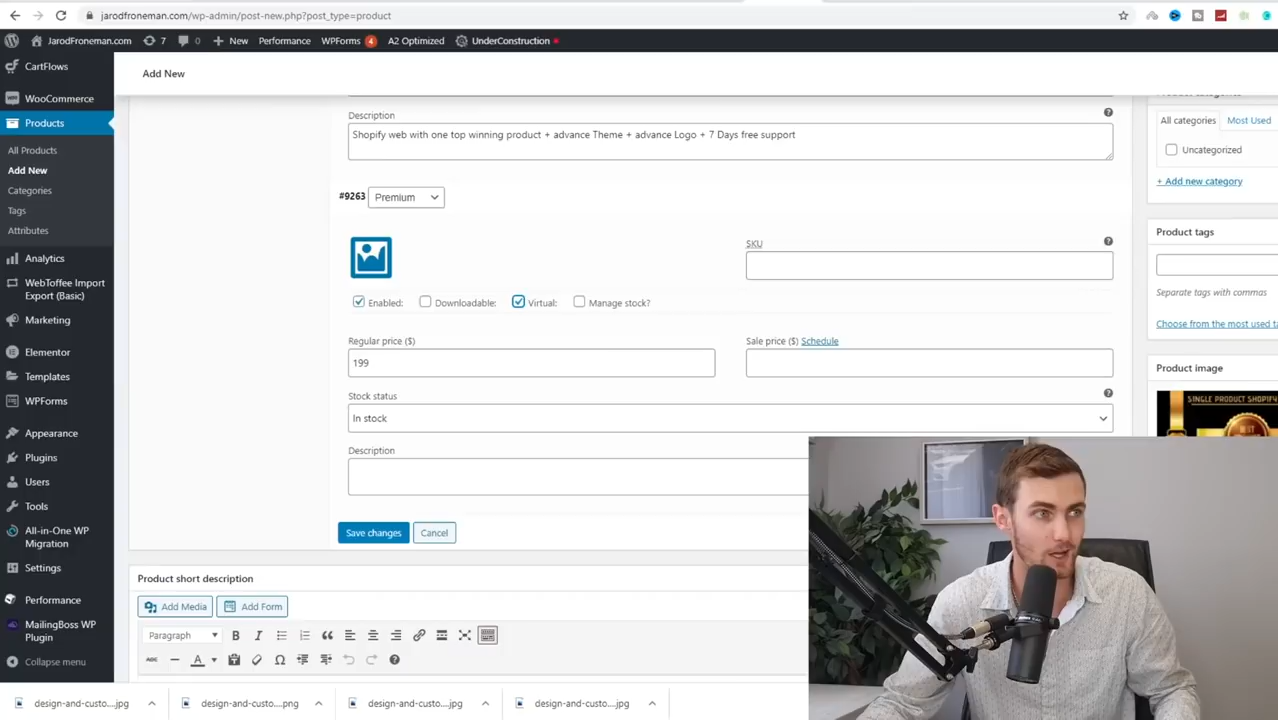 jarodfroneman.com/wp-admin/post-new.php?post_type=product
JarodFroneman.com 7 0 New Performance WPForms 4 A2 Optimized UnderConstruction
CartFlows
WooCommerce
Products
All Products
Add New
Categories
Tags
Attributes
Analytics
WebToffee Import
Export (Basic)
Marketing
Elementor
Templates
WPForms
Appearance
Plugins
Users
Tools
All-in-One WP
Migration
Settings
Performance
MailingBoss WP
Plugin
Collapse menu
Add New
Description
Shopify web with one top winning product + advance Theme + advance Logo + 7 Days free support
#9263 Premium
SKU
Enabled: Downloadable: Virtual: Manage stock?
Regular price ($) Sale price ($) Schedule
199
Stock status
In stock
Description
Save changes Cancel
Product short description
Add Media Add Form
Paragraph
All categories Most Used
Uncategorized
+ Add new category
Product tags
Separate tags with commas
Choose from the most used
Product image
SINGLE PRODUCT SHOPIFY
BEST
design-and-custo....jpg design-and-custo....png design-and-custo....jpg design-and-custo....jpg